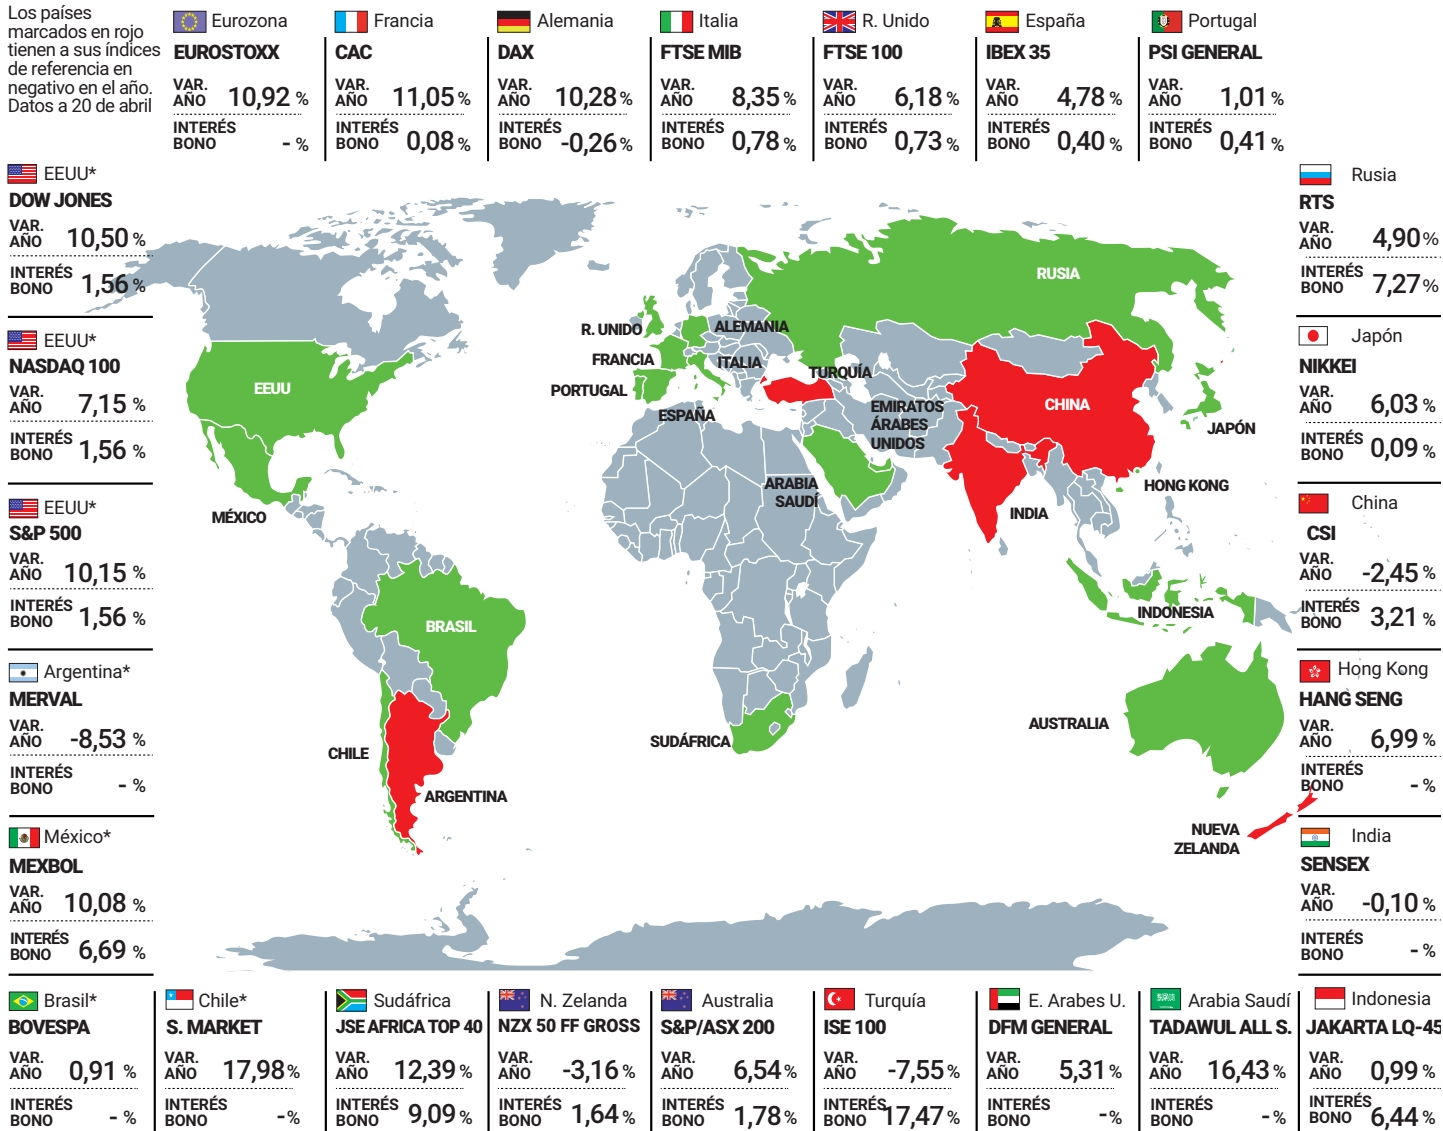 Los países
marcados en rojo
tienen a sus índices
de referencia en
negativo en el año.
Datos a 20 de abril
Eurozona
EUROSTOXX
VAR. AÑO 10,92 %
INTERÉS BONO - %
Francia
CAC
VAR. AÑO 11,05 %
INTERÉS BONO 0,08 %
Alemania
DAX
VAR. AÑO 10,28 %
INTERÉS BONO -0,26 %
Italia
FTSE MIB
VAR. AÑO 8,35 %
INTERÉS BONO 0,78 %
R. Unido
FTSE 100
VAR. AÑO 6,18 %
INTERÉS BONO 0,73 %
España
IBEX 35
VAR. AÑO 4,78 %
INTERÉS BONO 0,40 %
Portugal
PSI GENERAL
VAR. AÑO 1,01 %
INTERÉS BONO 0,41 %
EEUU*
DOW JONES
VAR. AÑO 10,50 %
INTERÉS BONO 1,56 %
EEUU*
NASDAQ 100
VAR. AÑO 7,15 %
INTERÉS BONO 1,56 %
EEUU*
S&P 500
VAR. AÑO 10,15 %
INTERÉS BONO 1,56 %
Argentina*
MERVAL
VAR. AÑO -8,53 %
INTERÉS BONO - %
México*
MEXBOL
VAR. AÑO 10,08 %
INTERÉS BONO 6,69 %
RUSIA
R. UNIDO
ALEMANIA
FRANCIA
ITALIA
TURQUÍA
PORTUGAL
ESPAÑA
EEUU
EMIRATOS
ÁRABES
UNIDOS
CHINA
JAPÓN
ARABIA
SAUDÍ
HONG KONG
INDIA
MÉXICO
INDONESIA
BRASIL
AUSTRALIA
SUDÁFRICA
CHILE
ARGENTINA
NUEVA
ZELANDA
Rusia
RTS
VAR. AÑO 4,90 %
INTERÉS BONO 7,27 %
Japón
NIKKEI
VAR. AÑO 6,03 %
INTERÉS BONO 0,09 %
China
CSI
VAR. AÑO -2,45 %
INTERÉS BONO 3,21 %
Hong Kong
HANG SENG
VAR. AÑO 6,99 %
INTERÉS BONO - %
India
SENSEX
VAR. AÑO -0,10 %
INTERÉS BONO - %
Brasil*
BOVESPA
VAR. AÑO 0,91 %
INTERÉS BONO - %
Chile*
S. MARKET
VAR. AÑO 17,98 %
INTERÉS BONO - %
Sudáfrica
JSE AFRICA TOP 40
VAR. AÑO 12,39 %
INTERÉS BONO 9,09 %
N. Zelanda
NZX 50 FF GROSS
VAR. AÑO -3,16 %
INTERÉS BONO 1,64 %
Australia
S&P/ASX 200
VAR. AÑO 6,54 %
INTERÉS BONO 1,78 %
Turquía
ISE 100
VAR. AÑO -7,55 %
INTERÉS BONO 17,47 %
E. Arabes U.
DFM GENERAL
VAR. AÑO 5,31 %
INTERÉS BONO - %
Arabia Saudí
TADAWUL ALL S.
VAR. AÑO 16,43 %
INTERÉS BONO - %
Indonesia
JAKARTA LQ-45
VAR. AÑO 0,99 %
INTERÉS BONO 6,44 %